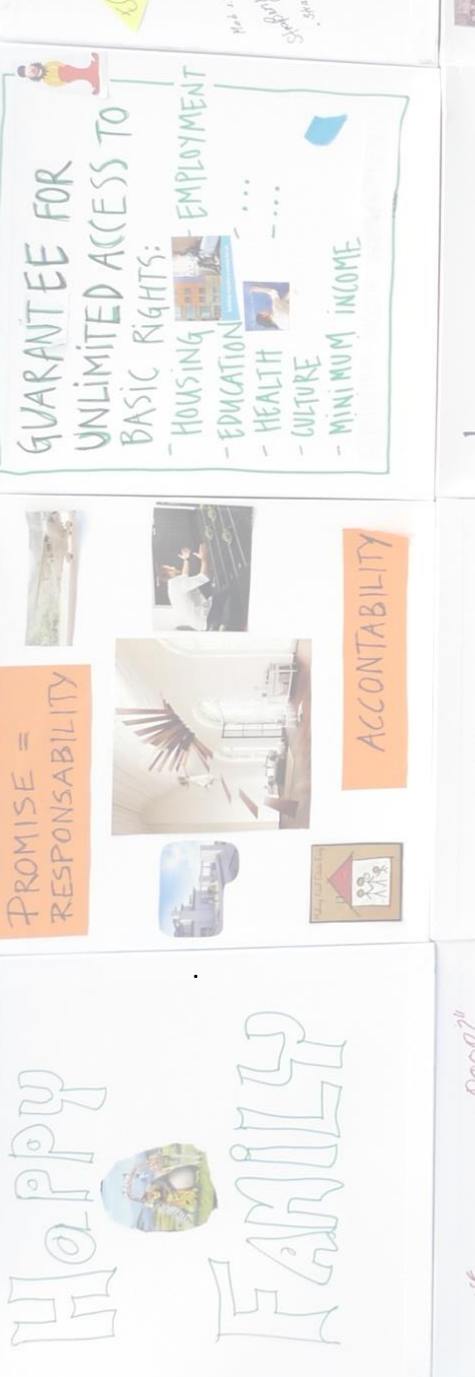 HAPPY
FAMILY
PROMISE =
RESPONSABILITY
ACCONTABILITY
GUARANTEE FOR
UNLIMITED ACCESS TO
BASIC RIGHTS:
- HOUSING - EMPLOYMENT
- EDUCATION - ...
- HEALTH - ....
- CULTURE
- MINIMUM INCOME